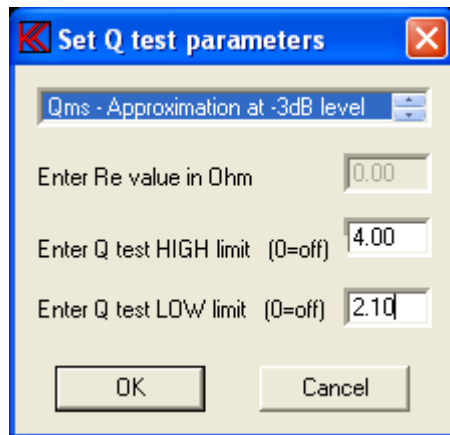 Set Q test parameters
Qms - Approximation at -3dB level
Enter Re value in Ohm 0.00
Enter Q test HIGH limit (0=off) 4.00
Enter Q test LOW limit (0=off) 2.10
OK Cancel